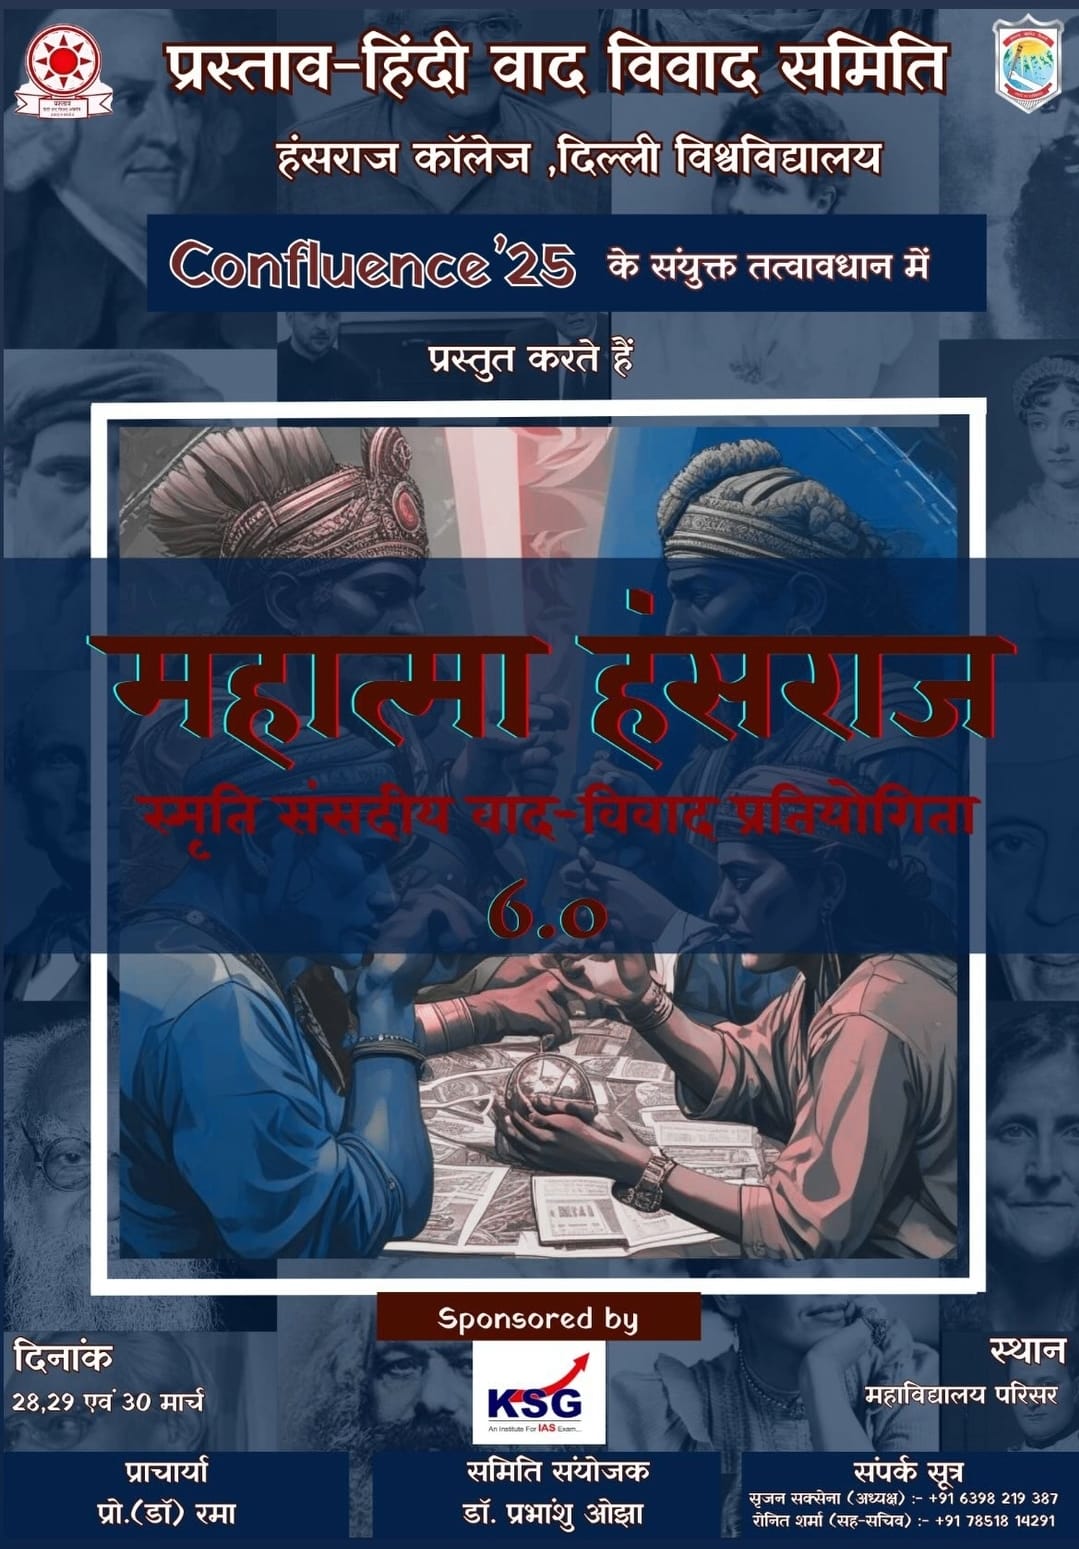 प्रस्ताव-हिंदी वाद विवाद समिति
हंसराज कॉलेज ,दिल्ली विश्वविद्यालय
Confluence'25 के संयुक्त तत्वावधान में
प्रस्तुत करते हैं
महात्मा हंसराज
स्मृति संसदीय वाद-विवाद प्रतियोगिता
6.0
Sponsored by
KSG
An Institute For IAS Exam...
दिनांक
28,29 एवं 30 मार्च
स्थान
महाविद्यालय परिसर
प्राचार्या
प्रो.(डॉ) रमा
समिति संयोजक
डॉ. प्रभांशु ओझा
संपर्क सूत्र
सृजन सक्सेना (अध्यक्ष) :- +91 6398 219 387
रोनित शर्मा (सह-सचिव) :- +91 78518 14291